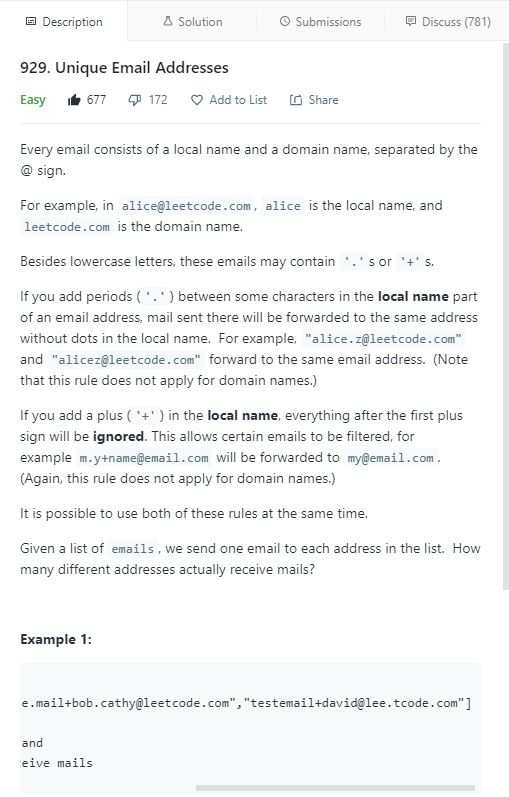 Description
Solution
Submissions
Discuss (781)
929. Unique Email Addresses
Easy 677 172 Add to List Share
Every email consists of a local name and a domain name, separated by the
@ sign.
For example, in alice@leetcode.com, alice is the local name, and
leetcode.com is the domain name.
Besides lowercase letters, these emails may contain '.' s or '+' s.
If you add periods ( '.' ) between some characters in the local name part
of an email address, mail sent there will be forwarded to the same address
without dots in the local name. For example, "alice.z@leetcode.com"
and "alicez@leetcode.com" forward to the same email address. (Note
that this rule does not apply for domain names.)
If you add a plus ( '+' ) in the local name, everything after the first plus
sign will be ignored. This allows certain emails to be filtered, for
example m.y+name@email.com will be forwarded to my@email.com.
(Again, this rule does not apply for domain names.)
It is possible to use both of these rules at the same time.
Given a list of emails, we send one email to each address in the list. How
many different addresses actually receive mails?
Example 1:
e.mail+bob.cathy@leetcode.com","testemail+david@lee.tcode.com"]
and
eive mails